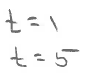 t = 1
t = 5